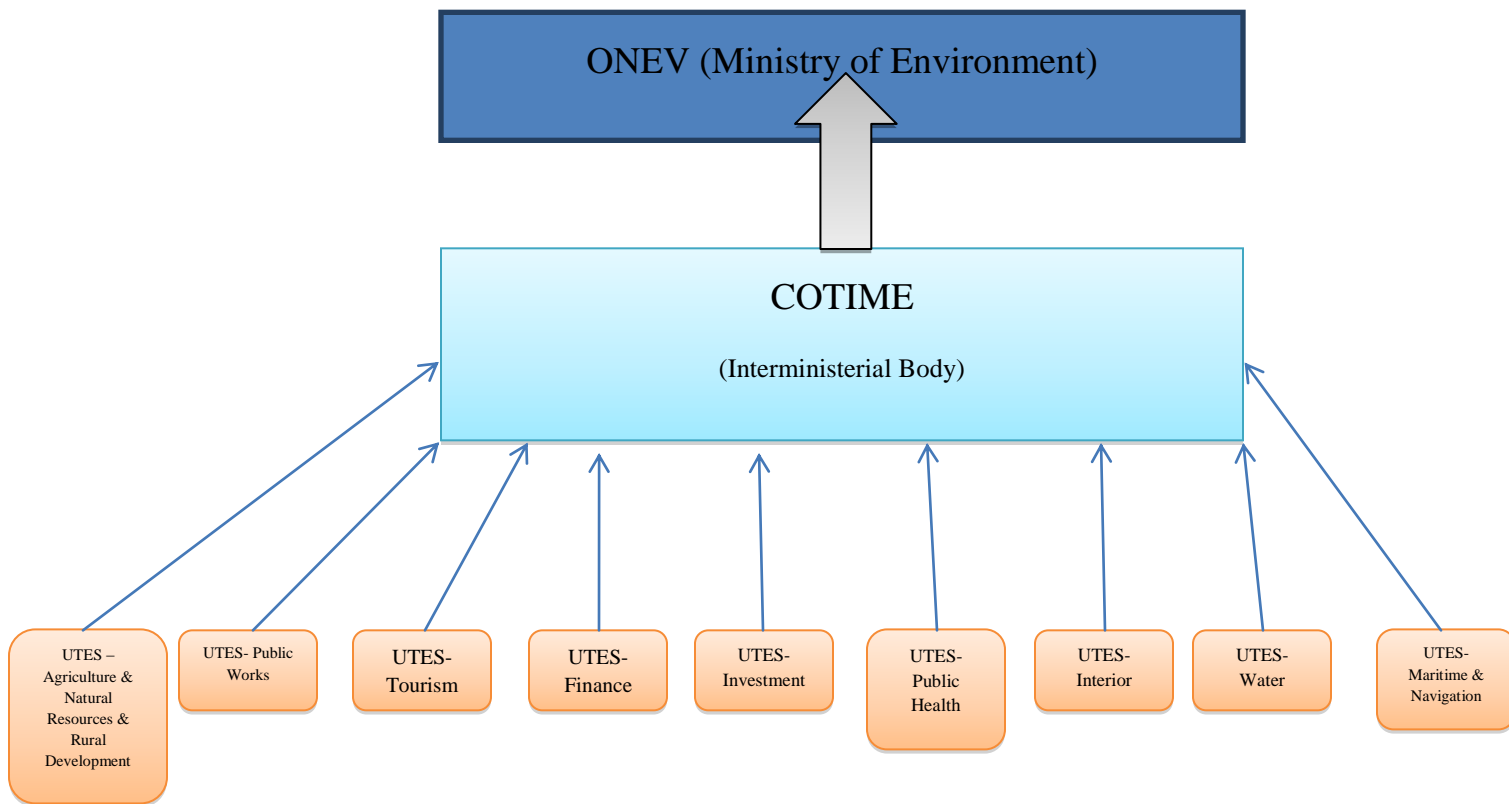 ONEV (Ministry of Environment)
COTIME
(Interministerial Body)
UTES –
Agriculture &
Natural
Resources &
Rural
Development
UTES- Public
Works
UTES-
Tourism
UTES-
Finance
UTES-
Investment
UTES-
Public
Health
UTES-
Interior
UTES-
Water
UTES-
Maritime &
Navigation